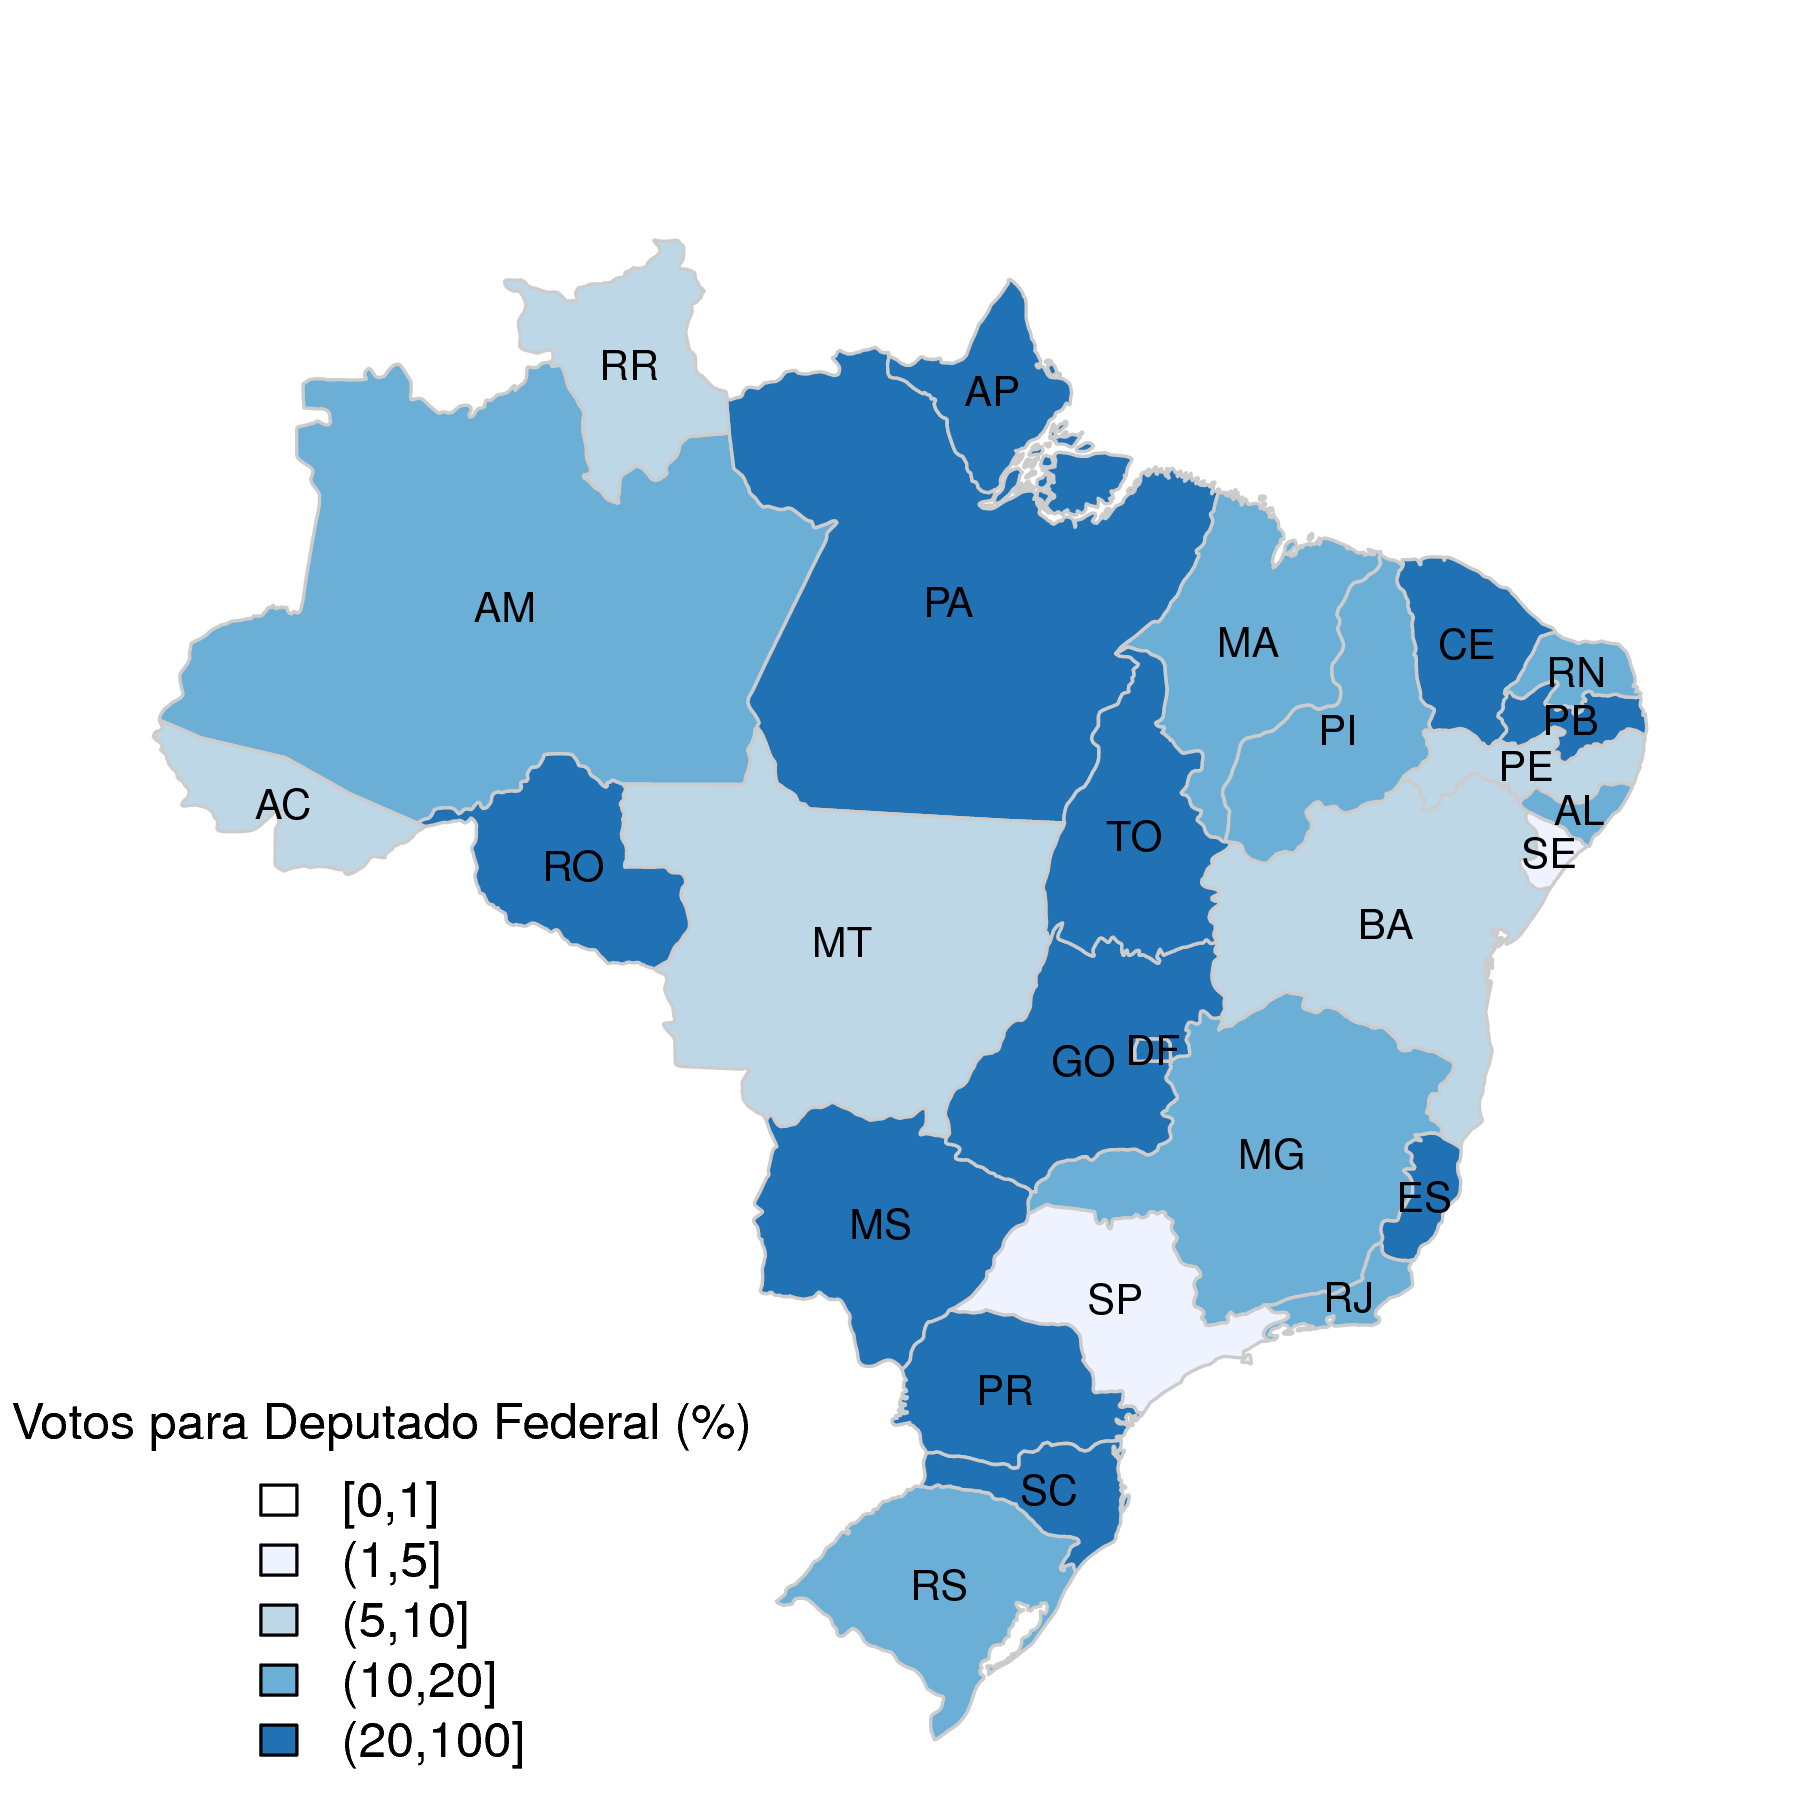 RR
AP
AM
PA
MA
CE
RN
PI
PB
PE
AC
AL
TO
SE
RO
BA
MT
DF
GO
MG
ES
MS
SP
RJ
PR
Votos para Deputado Federal (%)
SC
[0,1]
(1,5]
RS
(5,10]
(10,20]
(20,100]